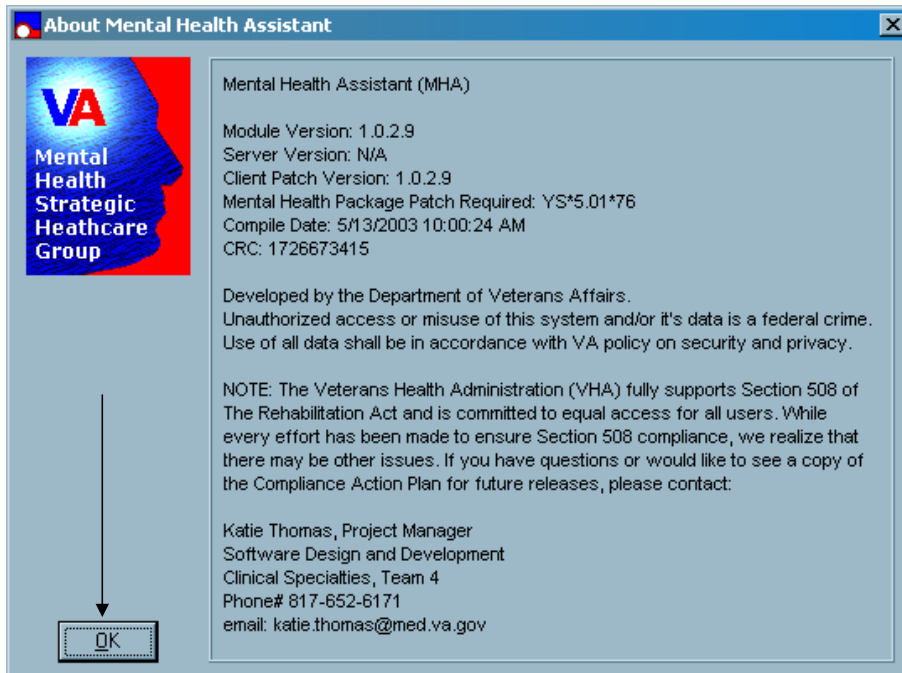 About Mental Health Assistant
VA
Mental
Health
Strategic
Heathcare
Group
Mental Health Assistant (MHA)
Module Version: 1.0.2.9
Server Version: N/A
Client Patch Version: 1.0.2.9
Mental Health Package Patch Required: YS*5.01*76
Compile Date: 5/13/2003 10:00:24 AM
CRC: 1726673415
Developed by the Department of Veterans Affairs.
Unauthorized access or misuse of this system and/or it's data is a federal crime.
Use of all data shall be in accordance with VA policy on security and privacy.
NOTE: The Veterans Health Administration (VHA) fully supports Section 508 of
The Rehabilitation Act and is committed to equal access for all users. While
every effort has been made to ensure Section 508 compliance, we realize that
there may be other issues. If you have questions or would like to see a copy of
the Compliance Action Plan for future releases, please contact:
Katie Thomas, Project Manager
Software Design and Development
Clinical Specialties, Team 4
Phone# 817-652-6171
email: katie.thomas@med.va.gov
OK